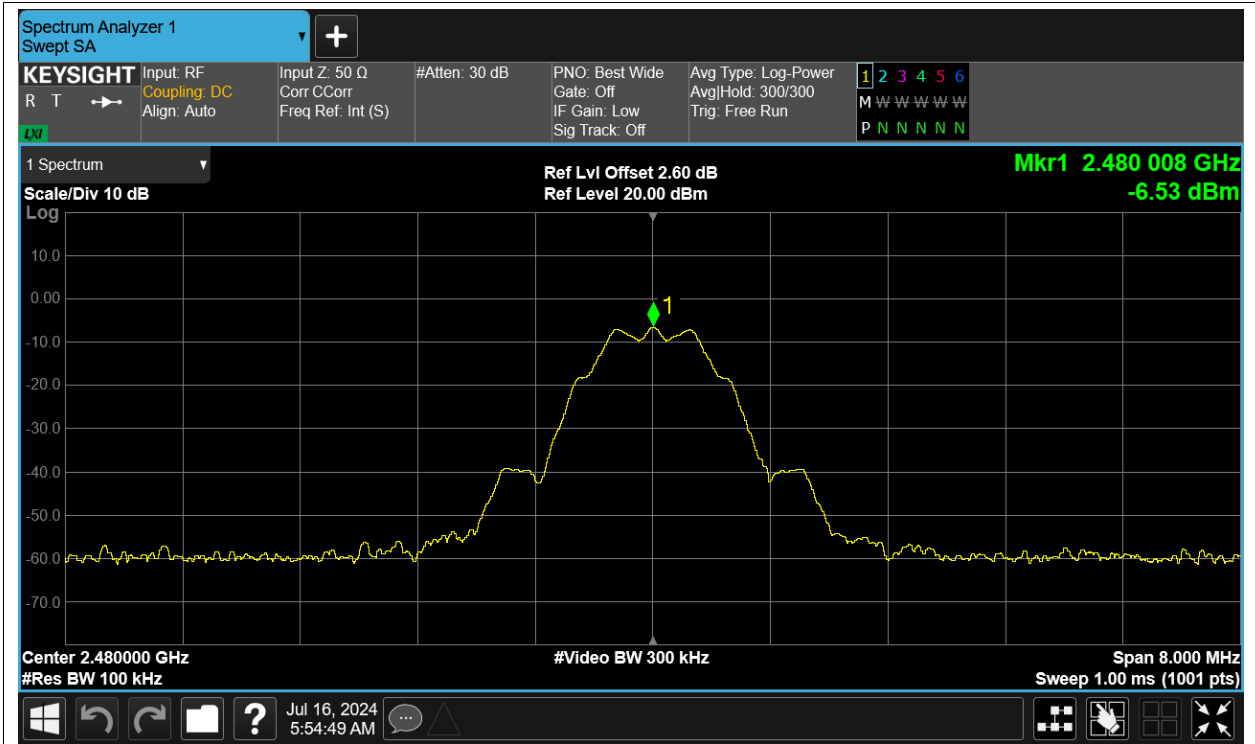 Spectrum Analyzer 1
Swept SA
KEYSIGHT
R T
LXI
Input: RF
Coupling: DC
Align: Auto
Input Z: 50 Ω
Corr CCorr
Freq Ref: Int (S)
#Atten: 30 dB
PNO: Best Wide
Gate: Off
IF Gain: Low
Sig Track: Off
Avg Type: Log-Power
Avg|Hold: 300/300
Trig: Free Run
1 2 3 4 5 6
M W W W W W
P N N N N N
1 Spectrum
Scale/Div 10 dB
Log
Ref Lvl Offset 2.60 dB
Ref Level 20.00 dBm
Mkr1 2.480 008 GHz
-6.53 dBm
10.0
0.00
1
-10.0
-20.0
-30.0
-40.0
-50.0
-60.0
-70.0
Center 2.480000 GHz
#Video BW 300 kHz
Span 8.000 MHz
#Res BW 100 kHz
Sweep 1.00 ms (1001 pts)
?
Jul 16, 2024
5:54:49 AM